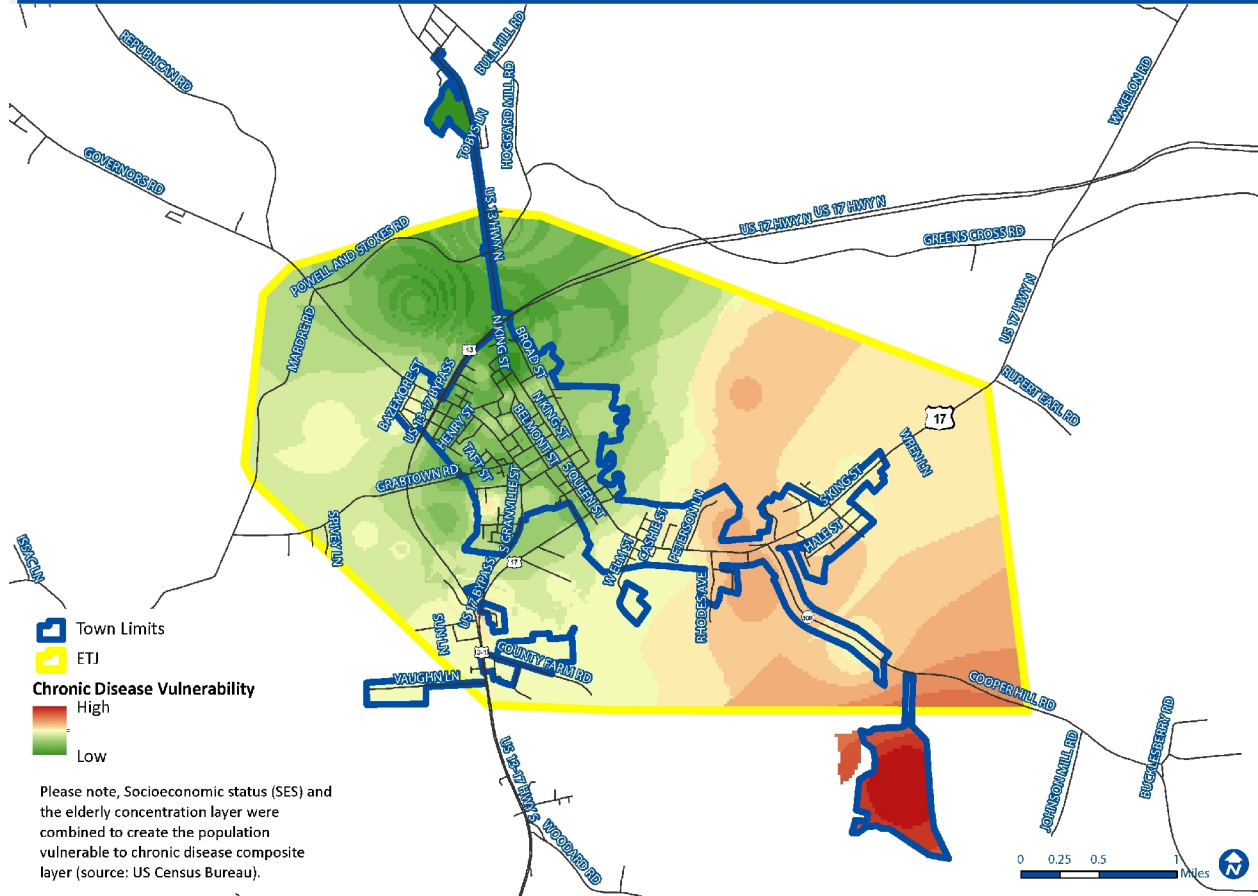 BULL HILL RD
REPUBLICAN RD
HOGGARD MILL RD
WAKELON RD
TOBYS LN
GOVERNORS RD
US 13 HWY N
US 17 HWY N
US 17 HWY N
GREENS CROSS RD
POWELL AND STOKES RD
US 17 HWY N
MARDRE RD
N KING ST
BROAD ST
13
BAZEMORE ST
US 13-17 BYPASS
HENRY ST
N KING ST
BELMONT ST
RUPERT EARL RD
17
WREN LN
TAFT ST
GRABTOWN RD
S QUEEN ST
S GRANVILLE ST
S KING ST
PETERSON LN
CASHIE ST
HALE ST
SPIVEY LN
ISSAC LN
17
W ELM ST
US 17 BYPASS
RHODES AVE
308
SUN LN
COUNTY FARM RD
VAUGHN LN
COOPER HILL RD
BUCKLESBERRY RD
JOHNSON MILL RD
US 13-17 HWY S
WOODARD RD
Town Limits
ETJ
Chronic Disease Vulnerability
High
Low
Please note, Socioeconomic status (SES) and
the elderly concentration layer were
combined to create the population
vulnerable to chronic disease composite
layer (source: US Census Bureau).
0 0.25 0.5 1
Miles
N